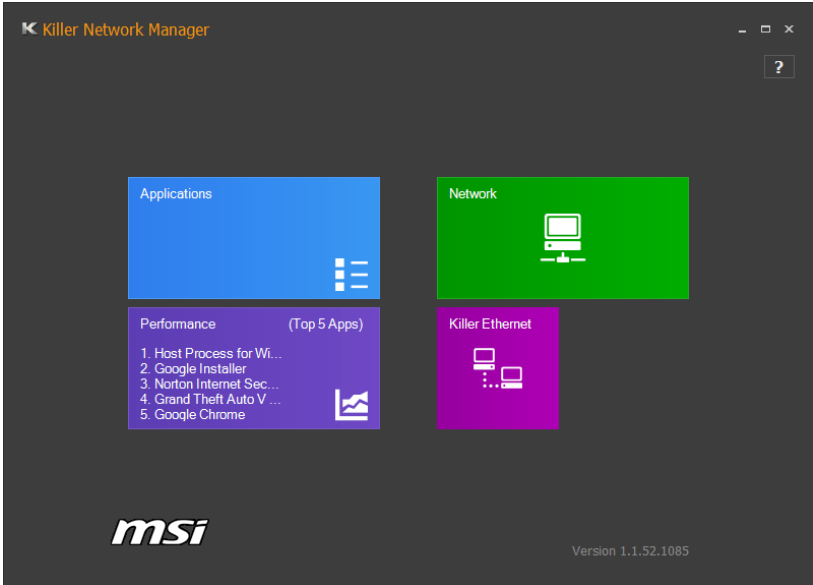 Killer Network Manager
?
Applications
Network
Performance (Top 5 Apps)
1. Host Process for Wi...
2. Google Installer
3. Norton Internet Sec...
4. Grand Theft Auto V ...
5. Google Chrome
Killer Ethernet
msi
Version 1.1.52.1085